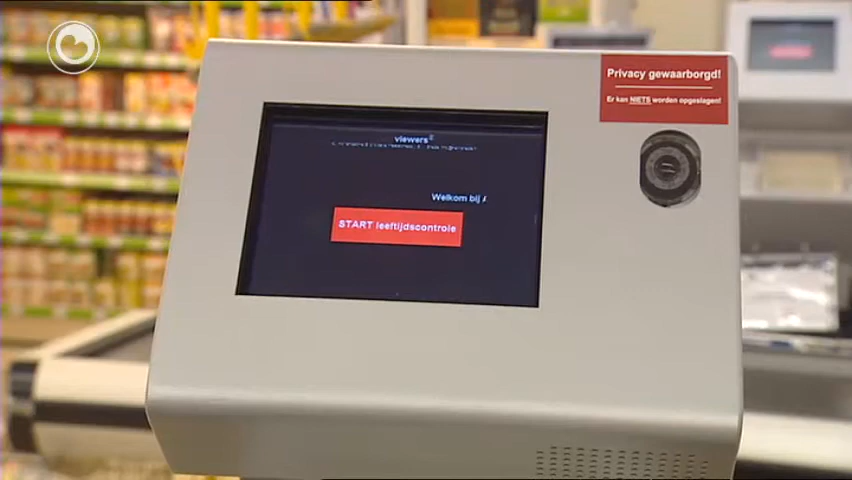 Privacy gewaarborgd!
Er kan NIETS worden opgeslagen!
viewers
Welkom bij
START leeftijdscontrole